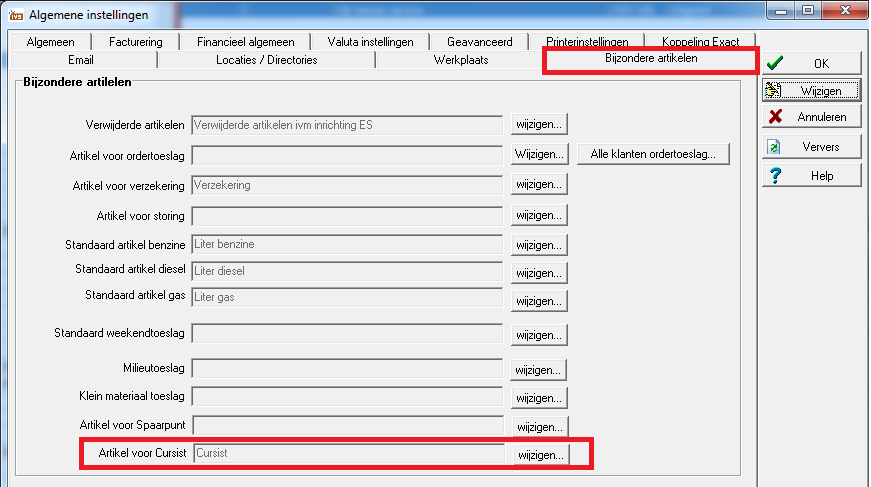 Algemene instellingen
Algemeen
Facturering
Financieel algemeen
Valuta instellingen
Geavanceerd
Printerinstellingen
Koppeling Exact
Email
Locaties / Directories
Werkplaats
Bijzondere artikelen
Bijzondere artilelen
Verwijderde artikelen Verwijderde artikelen ivm inrichting ES wijzigen...
Artikel voor ordertoeslag Wijzigen... Alle klanten ordertoeslag...
Artikel voor verzekering Verzekering wijzigen...
Artikel voor storing wijzigen...
Standaard artikel benzine Liter benzine wijzigen...
Standaard artikel diesel Liter diesel wijzigen...
Standaard artikel gas Liter gas wijzigen...
Standaard weekendtoeslag wijzigen...
Milieutoeslag wijzigen...
Klein materiaal toeslag wijzigen...
Artikel voor Spaarpunt wijzigen...
Artikel voor Cursist Cursist wijzigen...
OK
Wijzigen
Annuleren
Ververs
Help